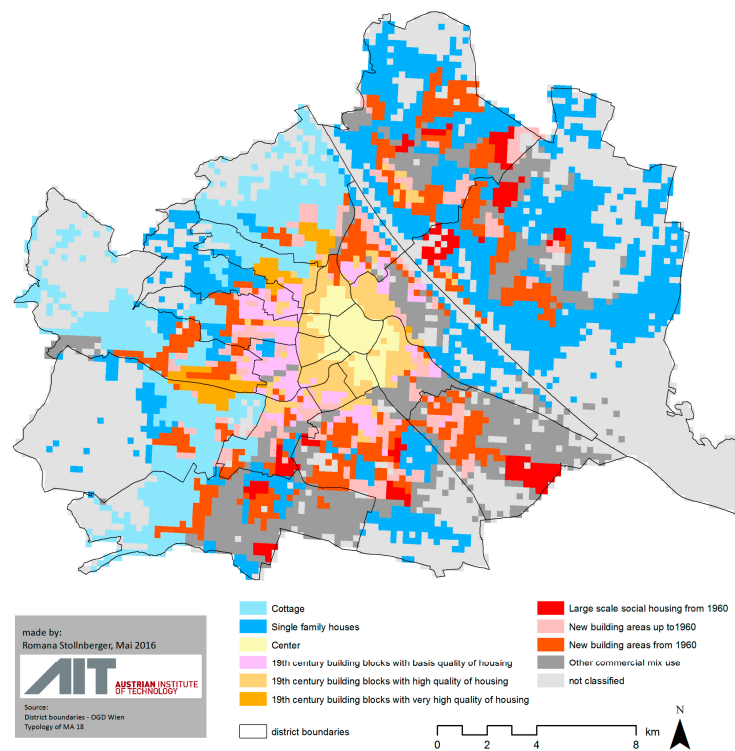 made by:
Romana Stollnberger, Mai 2016
AIT AUSTRIAN INSTITUTE
OF TECHNOLOGY
Source:
District boundaries - OGD Wien
Typology of MA 18
Cottage
Single family houses
Center
19th century building blocks with basis quality of housing
19th century building blocks with high quality of housing
19th century building blocks with very high quality of housing
district boundaries
Large scale social housing from 1960
New building areas up to1960
New building areas from 1960
Other commercial mix use
not classified
N
km
0 2 4 8